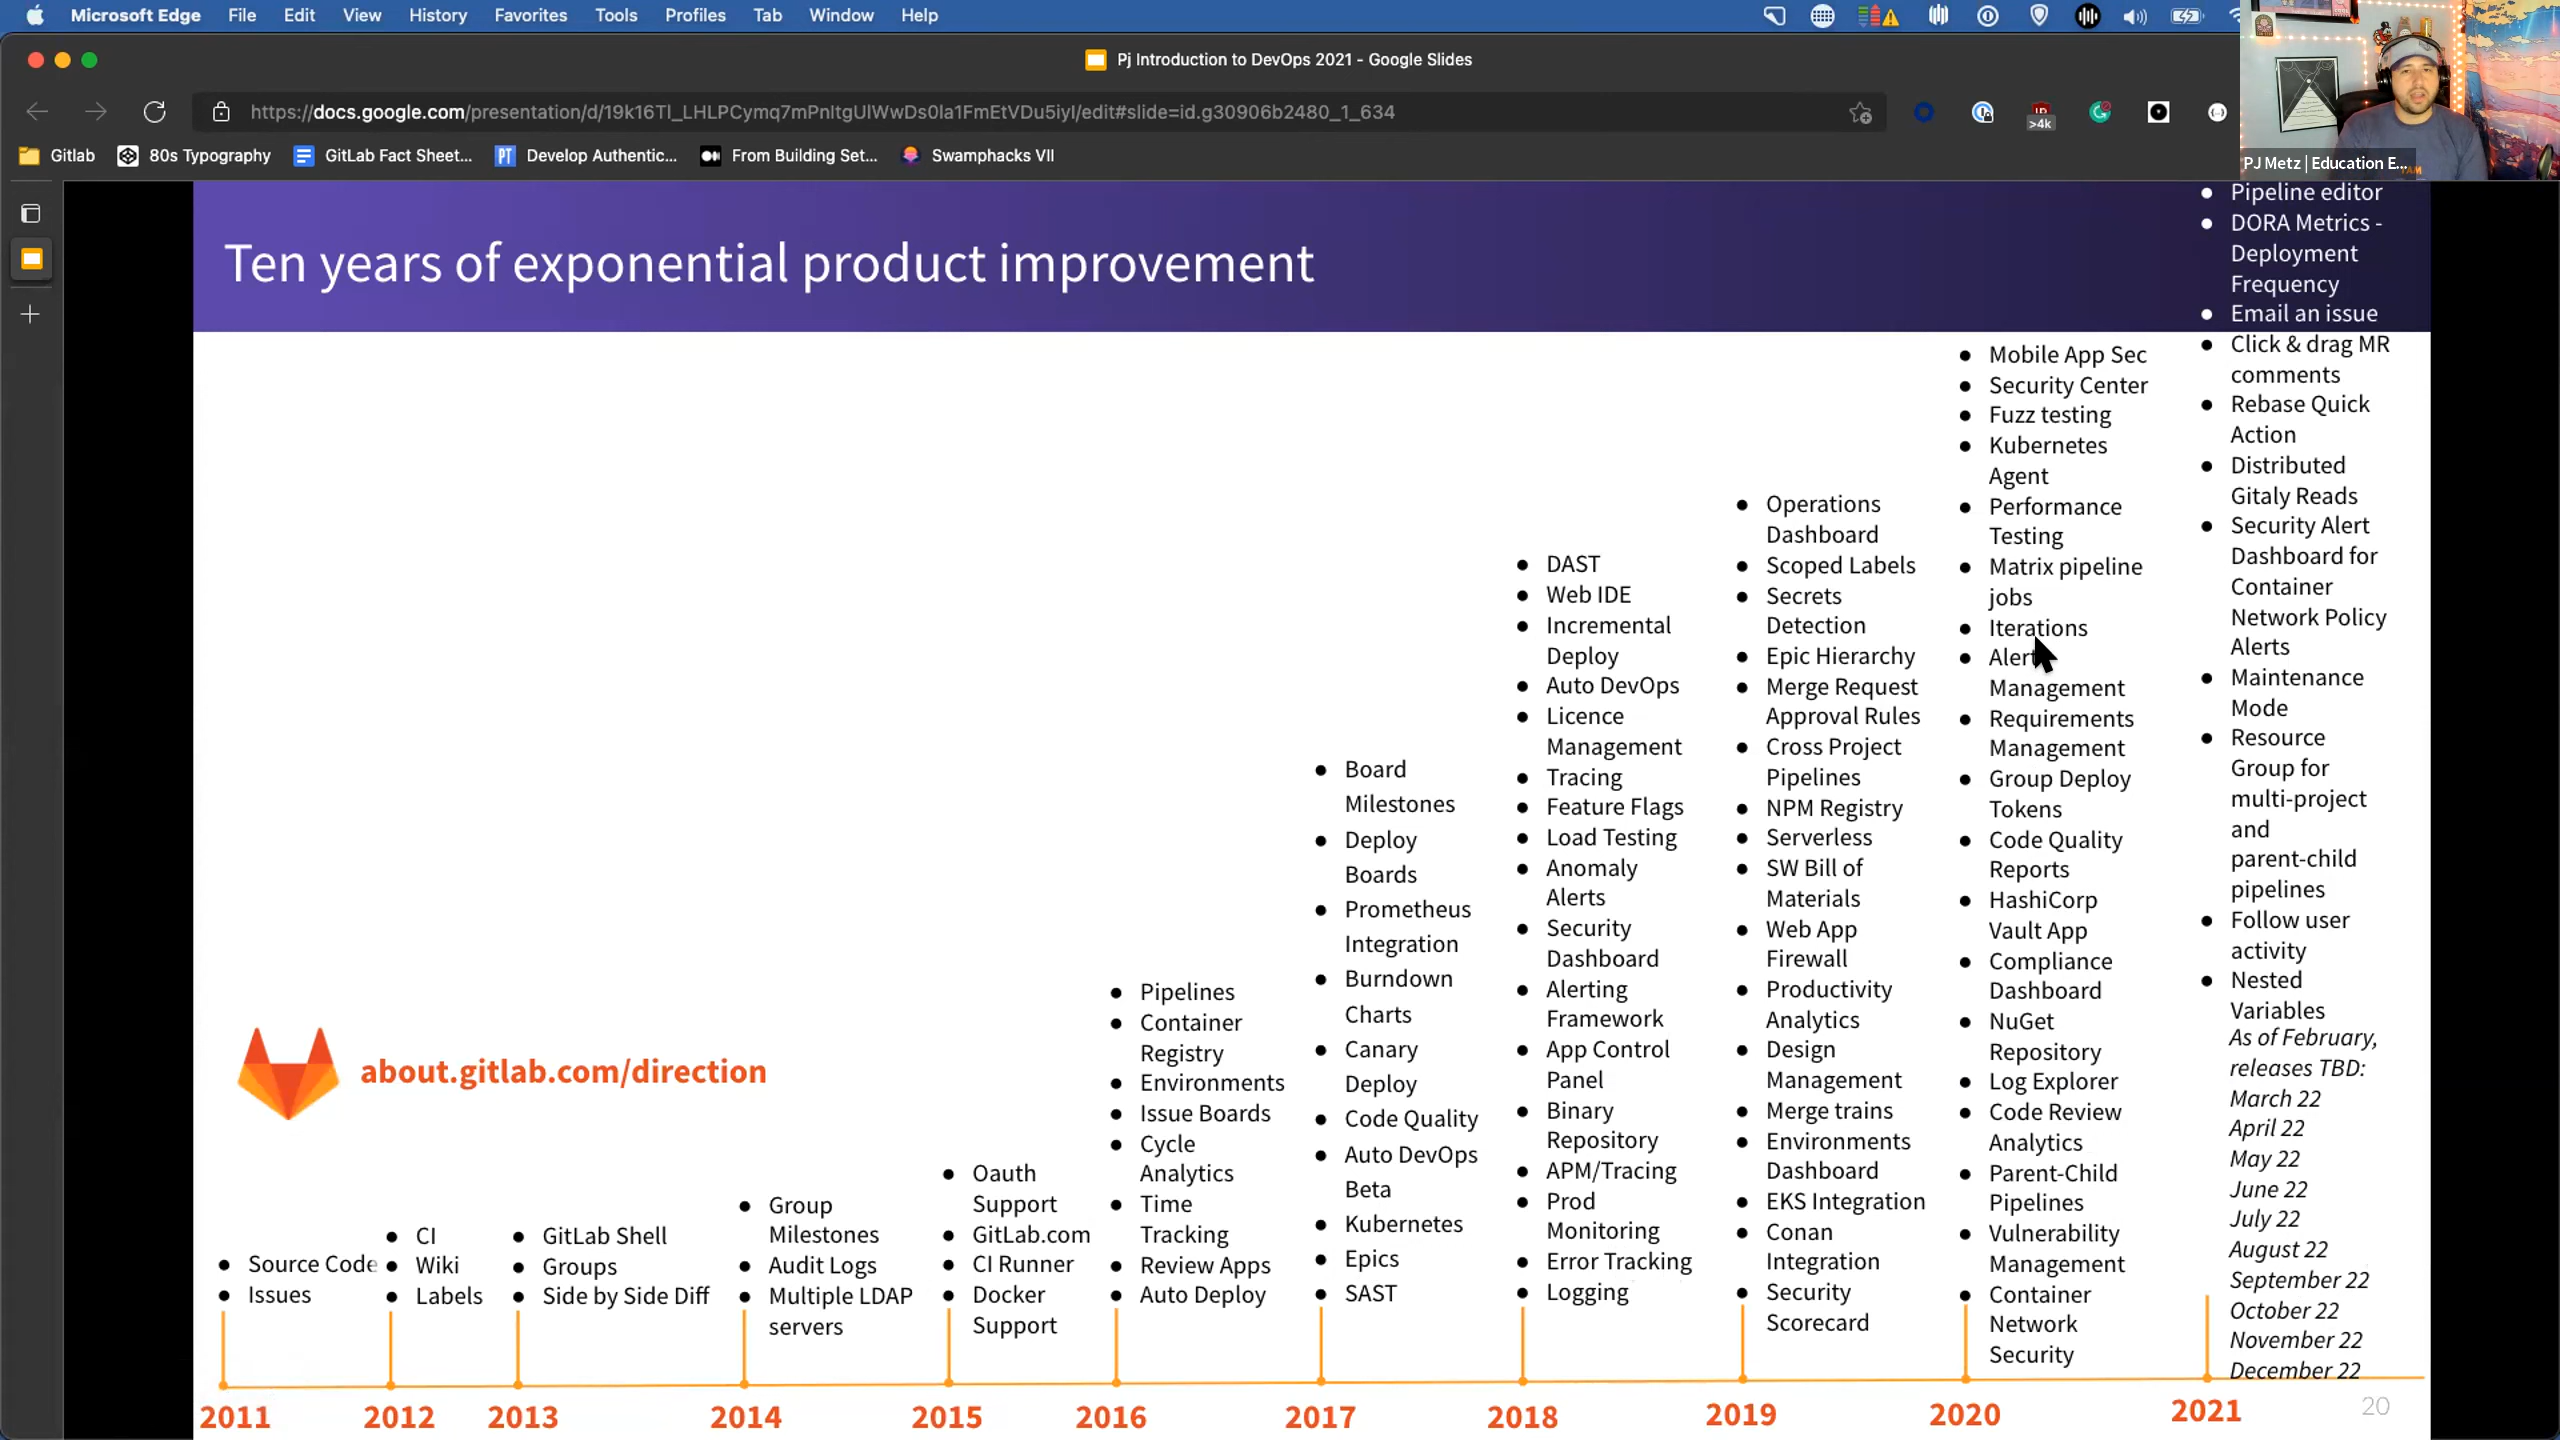 Microsoft Edge File Edit View History Favorites Tools Profiles Tab Window Help
Pj Introduction to DevOps 2021 - Google Slides
https://docs.google.com/presentation/d/19k16Tl_LHLPCymq7mPnltgUlWwDs0la1FmEtVDu5iyI/edit#slide=id.g30906b2480_1_634
>4k
Gitlab
80s Typography
GitLab Fact Sheet...
PT
Develop Authentic...
From Building Set...
Swamphacks VII
PJ Metz | Education E...
Ten years of exponential product improvement
about.gitlab.com/direction
• Source Code
• Issues
2011
• CI
• Wiki
• Labels
2012
• GitLab Shell
• Groups
• Side by Side Diff
2013
• Group
Milestones
• Audit Logs
• Multiple LDAP
servers
2014
• Oauth
Support
• GitLab.com
• CI Runner
• Docker
Support
2015
• Pipelines
• Container
Registry
• Environments
• Issue Boards
• Cycle
Analytics
• Time
Tracking
• Review Apps
• Auto Deploy
2016
• Board
Milestones
• Deploy
Boards
• Prometheus
Integration
• Burndown
Charts
• Canary
Deploy
• Code Quality
• Auto DevOps
Beta
• Kubernetes
• Epics
• SAST
2017
• DAST
• Web IDE
• Incremental
Deploy
• Auto DevOps
• Licence
Management
• Tracing
• Feature Flags
• Load Testing
• Anomaly
Alerts
• Security
Dashboard
• Alerting
Framework
• App Control
Panel
• Binary
Repository
• APM/Tracing
• Prod
Monitoring
• Error Tracking
• Logging
2018
• Operations
Dashboard
• Scoped Labels
• Secrets
Detection
• Epic Hierarchy
• Merge Request
Approval Rules
• Cross Project
Pipelines
• NPM Registry
• Serverless
• SW Bill of
Materials
• Web App
Firewall
• Productivity
Analytics
• Design
Management
• Merge trains
• Environments
Dashboard
• EKS Integration
• Conan
Integration
• Security
Scorecard
2019
• Mobile App Sec
• Security Center
• Fuzz testing
• Kubernetes
Agent
• Performance
Testing
• Matrix pipeline
jobs
• Iterations
• Alert
Management
• Requirements
Management
• Group Deploy
Tokens
• Code Quality
Reports
• HashiCorp
Vault App
• Compliance
Dashboard
• NuGet
Repository
• Log Explorer
• Code Review
Analytics
• Parent-Child
Pipelines
• Vulnerability
Management
• Container
Network
Security
2020
• Pipeline editor
• DORA Metrics -
Deployment
Frequency
• Email an issue
• Click & drag MR
comments
• Rebase Quick
Action
• Distributed
Gitaly Reads
• Security Alert
Dashboard for
Container
Network Policy
Alerts
• Maintenance
Mode
• Resource
Group for
multi-project
and
parent-child
pipelines
• Follow user
activity
• Nested
Variables
As of February,
releases TBD:
March 22
April 22
May 22
June 22
July 22
August 22
September 22
October 22
November 22
December 22
2021
20